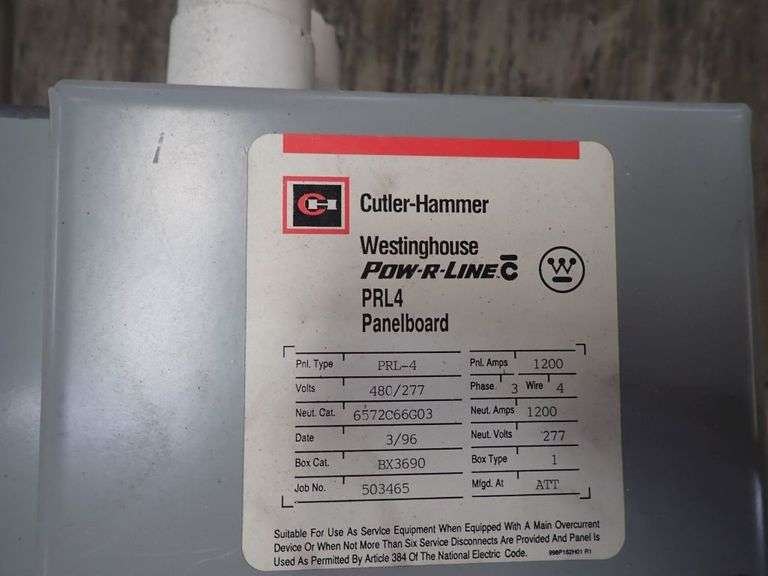 CH Cutler-Hammer
Westinghouse
POW-R-LINE C W
PRL4
Panelboard
Pnl. Type PRL-4 Pnl. Amps 1200
Volts 480/277 Phase 3 Wire 4
Neut. Cat. 6572C66G03 Neut. Amps 1200
Date 3/96 Neut. Volts 277
Box Cat. BX3690 Box Type 1
Job No. 503465 Mfgd. At ATT
Suitable For Use As Service Equipment When Equipped With A Main Overcurrent
Device Or When Not More Than Six Service Disconnects Are Provided And Panel Is
Used As Permitted By Article 384 Of The National Electric Code.